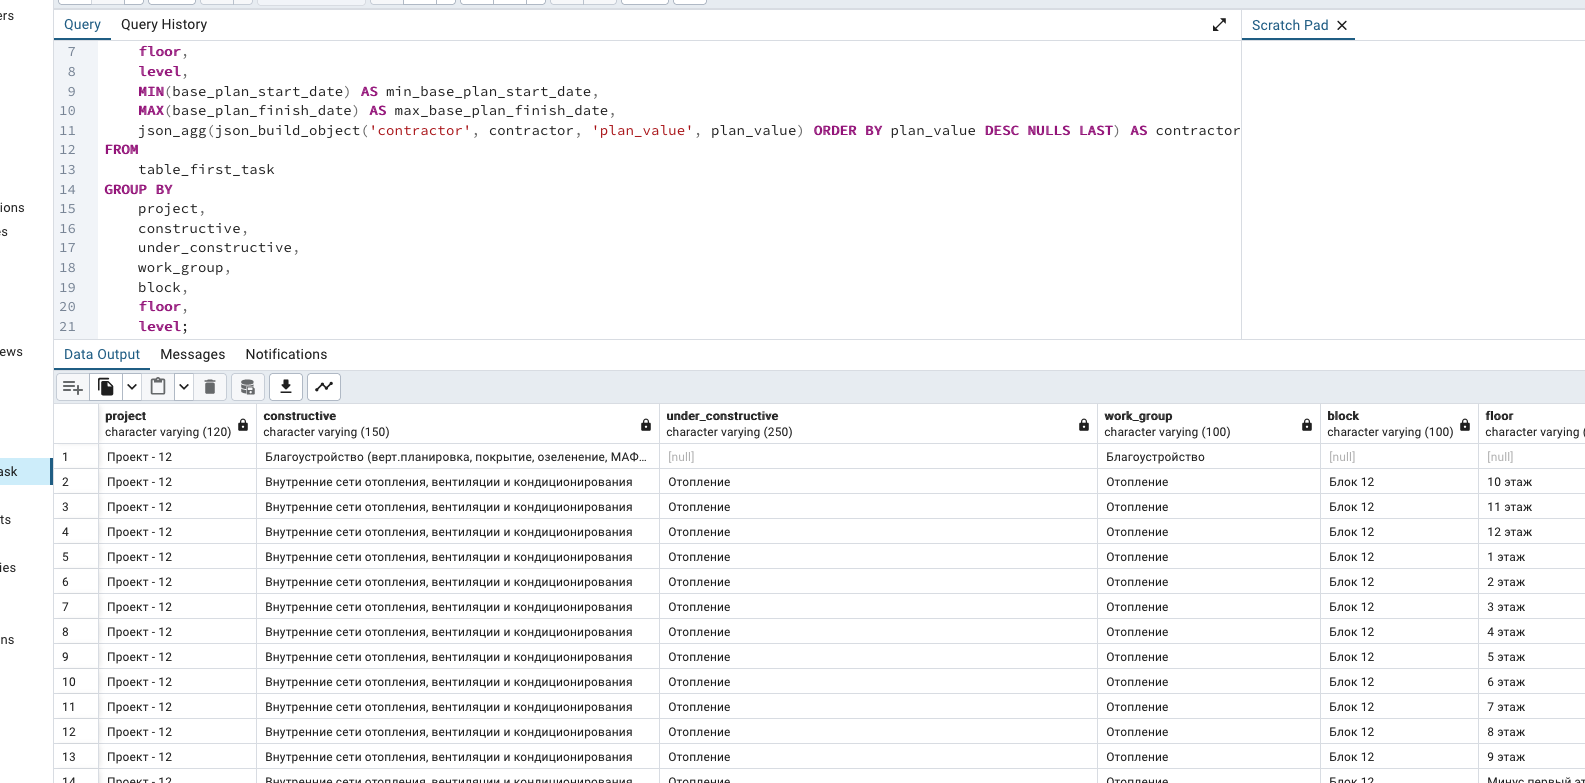 ers
Query Query History
Scratch Pad
7 floor,
8 level,
9 MIN(base_plan_start_date) AS min_base_plan_start_date,
10 MAX(base_plan_finish_date) AS max_base_plan_finish_date,
11 json_agg(json_build_object('contractor', contractor, 'plan_value', plan_value) ORDER BY plan_value DESC NULLS LAST) AS contractor
12 FROM
13 table_first_task
14 GROUP BY
15 project,
16 constructive,
17 under_constructive,
18 work_group,
19 block,
20 floor,
21 level;
ions
es
ews
ask
ts
ies
ns
Data Output Messages Notifications
project constructive under_constructive work_group block floor
character varying (120) character varying (150) character varying (250) character varying (100) character varying (100) character varying (
1 Проект - 12 Благоустройство (верт.планировка, покрытие, озеленение, МАФ... [null] Благоустройство [null] [null]
2 Проект - 12 Внутренние сети отопления, вентиляции и кондиционирования Отопление Отопление Блок 12 10 этаж
3 Проект - 12 Внутренние сети отопления, вентиляции и кондиционирования Отопление Отопление Блок 12 11 этаж
4 Проект - 12 Внутренние сети отопления, вентиляции и кондиционирования Отопление Отопление Блок 12 12 этаж
5 Проект - 12 Внутренние сети отопления, вентиляции и кондиционирования Отопление Отопление Блок 12 1 этаж
6 Проект - 12 Внутренние сети отопления, вентиляции и кондиционирования Отопление Отопление Блок 12 2 этаж
7 Проект - 12 Внутренние сети отопления, вентиляции и кондиционирования Отопление Отопление Блок 12 3 этаж
8 Проект - 12 Внутренние сети отопления, вентиляции и кондиционирования Отопление Отопление Блок 12 4 этаж
9 Проект - 12 Внутренние сети отопления, вентиляции и кондиционирования Отопление Отопление Блок 12 5 этаж
10 Проект - 12 Внутренние сети отопления, вентиляции и кондиционирования Отопление Отопление Блок 12 6 этаж
11 Проект - 12 Внутренние сети отопления, вентиляции и кондиционирования Отопление Отопление Блок 12 7 этаж
12 Проект - 12 Внутренние сети отопления, вентиляции и кондиционирования Отопление Отопление Блок 12 8 этаж
13 Проект - 12 Внутренние сети отопления, вентиляции и кондиционирования Отопление Отопление Блок 12 9 этаж
14 Проект - 12 Внутренние сети отопления, вентиляции и кондиционирования Отопление Отопление Блок 12 Минус первый эт